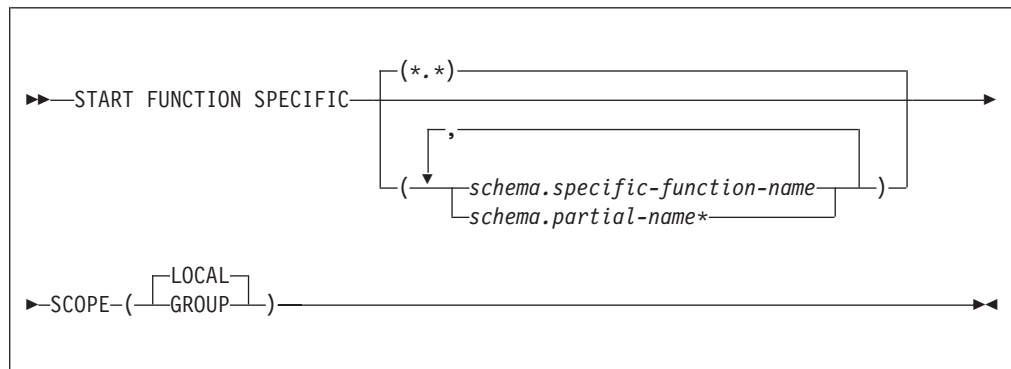 (*.*)
START FUNCTION SPECIFIC
,
( schema.specific-function-name )
schema.partial-name*
LOCAL
SCOPE ( GROUP )